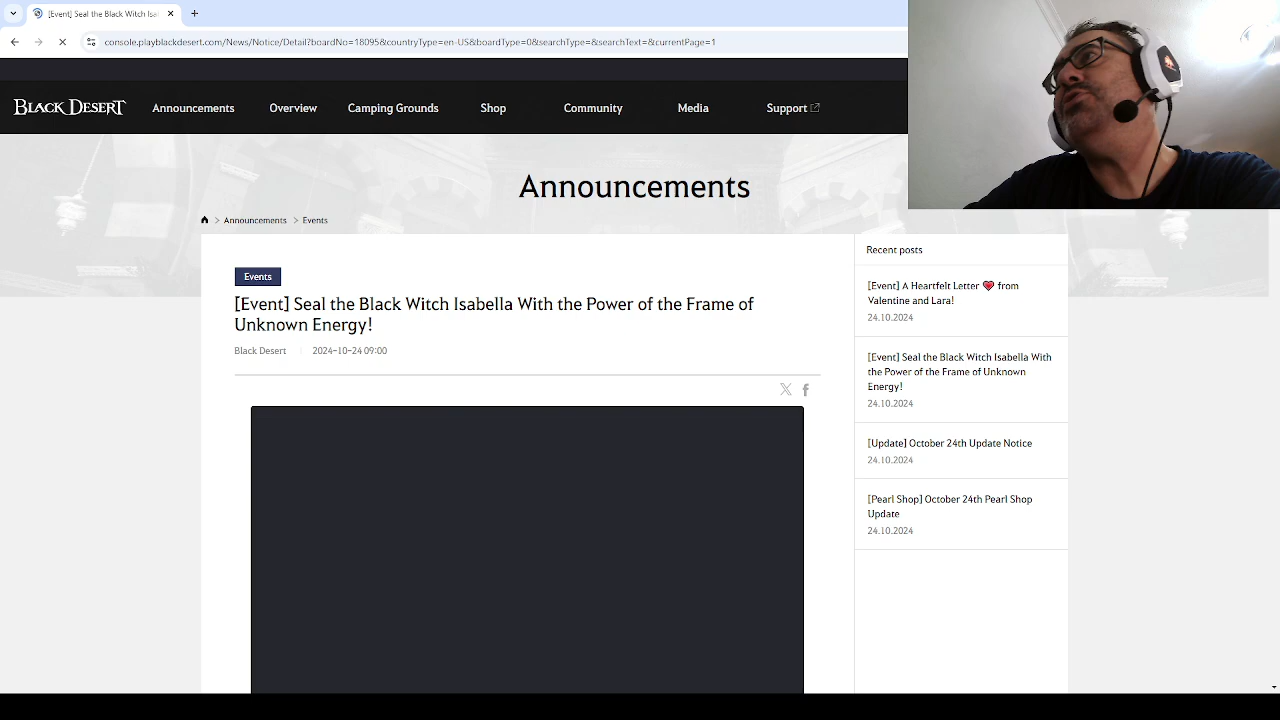 [Event] Seal the Black Witch Isa
console.playblackdesert.com/News/Notice/Detail?boardNo=18095&countryType=en-US&boardType=0&searchType=&searchText=&currentPage=1
BLACK DESERT
Announcements
Overview
Camping Grounds
Shop
Community
Media
Support
Announcements
> Announcements > Events
Events
[Event] Seal the Black Witch Isabella With the Power of the Frame of
Unknown Energy!
Black Desert
2024-10-24 09:00
Recent posts
[Event] A Heartfelt Letter ❤️ from
Valentine and Lara!
24.10.2024
[Event] Seal the Black Witch Isabella With
the Power of the Frame of Unknown
Energy!
24.10.2024
[Update] October 24th Update Notice
24.10.2024
[Pearl Shop] October 24th Pearl Shop
Update
24.10.2024